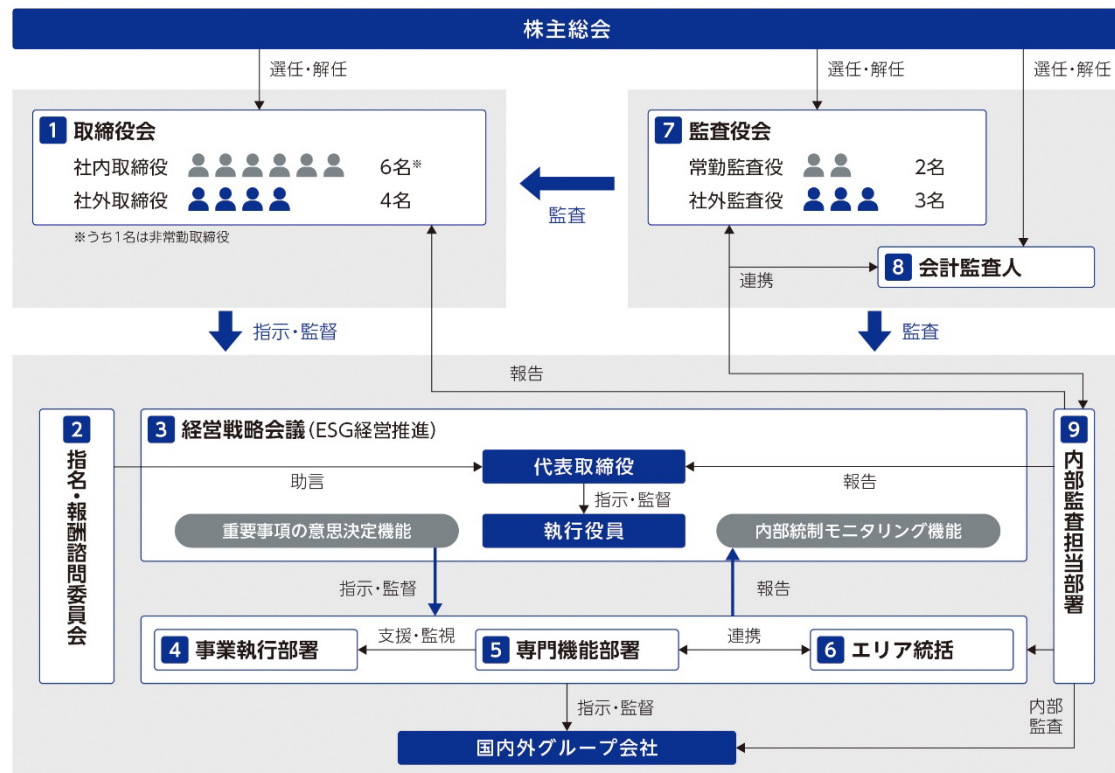 株主総会
選任・解任
選任・解任
選任・解任
1 取締役会
社内取締役 6名※
社外取締役 4名
※うち1名は非常勤取締役
監査
7 監査役会
常勤監査役 2名
社外監査役 3名
連携
8 会計監査人
指示・監督
監査
報告
2 指名・報酬諮問委員会
3 経営戦略会議(ESG経営推進)
助言
代表取締役
報告
指示・監督
重要事項の意思決定機能
執行役員
内部統制モニタリング機能
9 内部監査担当部署
指示・監督
報告
4 事業執行部署
支援・監視
5 専門機能部署
連携
6 エリア統括
指示・監督
内部
監査
国内外グループ会社